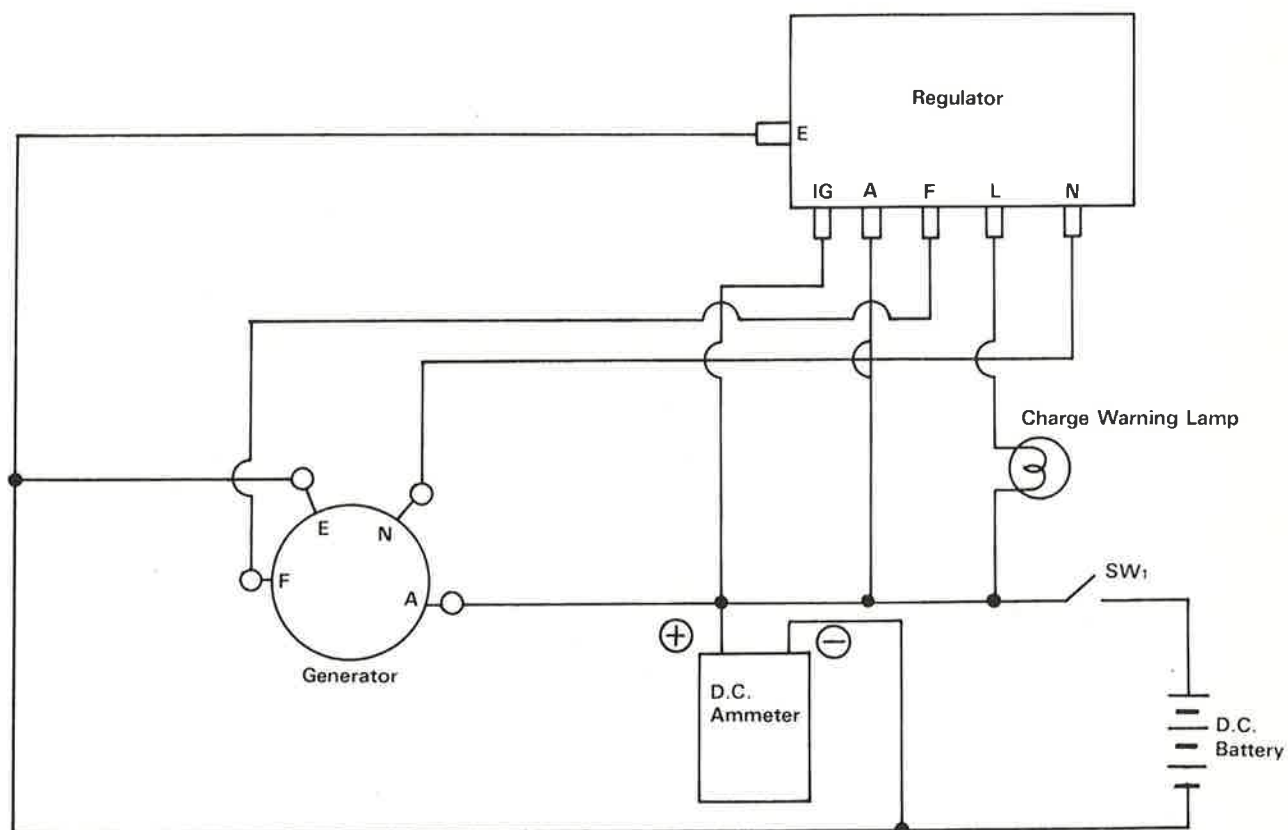 Regulator
E
IG A F L N
Charge Warning Lamp
E
N
F
A
SW1
+
−
Generator
D.C.
Ammeter
D.C.
Battery